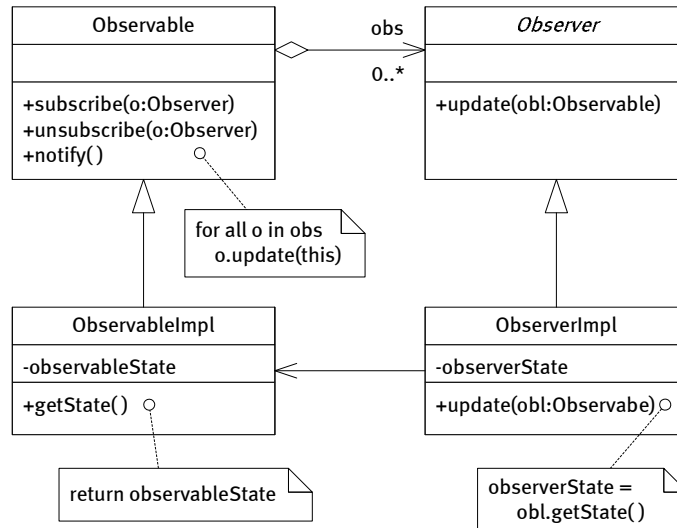 Observable
obs
0..*
Observer
+subscribe(o:Observer)
+unsubscribe(o:Observer)
+notify()
+update(obl:Observable)
for all o in obs
o.update(this)
ObservableImpl
-observableState
+getState()
ObserverImpl
-observerState
+update(obl:Observabe)
return observableState
observerState =
obl.getState()